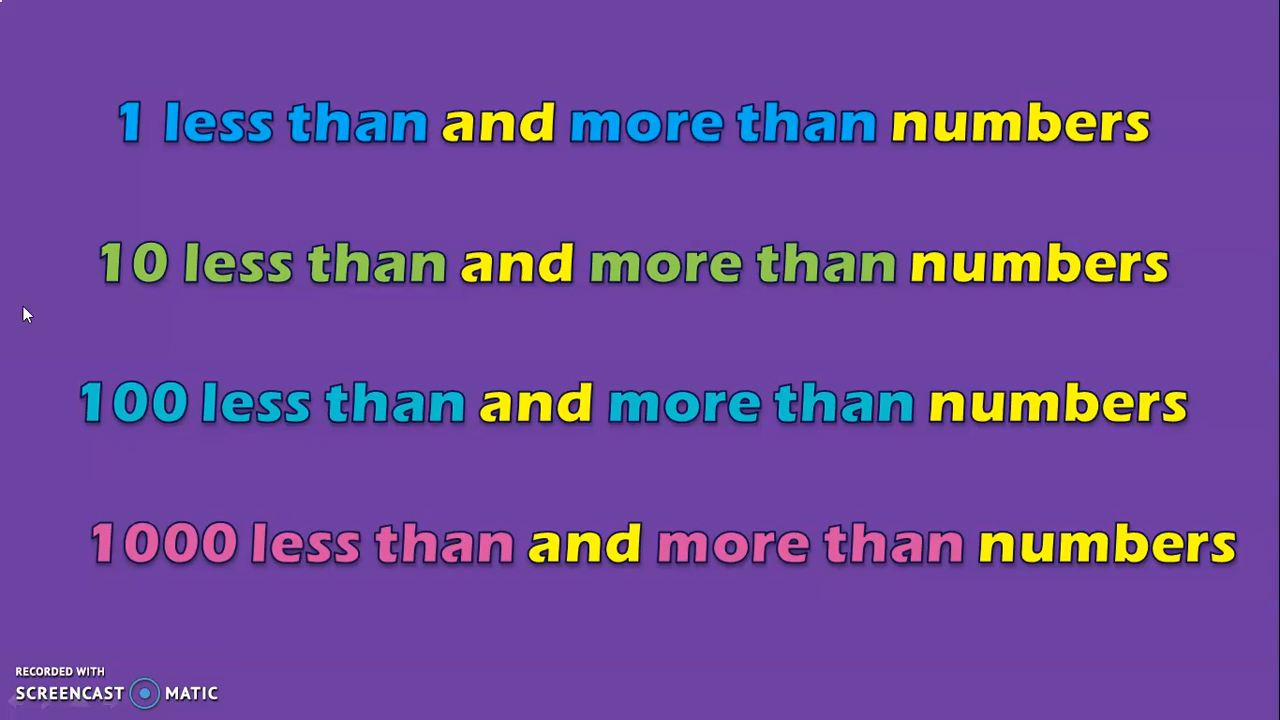 1 less than and more than numbers
10 less than and more than numbers
100 less than and more than numbers
1000 less than and more than numbers
RECORDED WITH
SCREENCAST MATIC